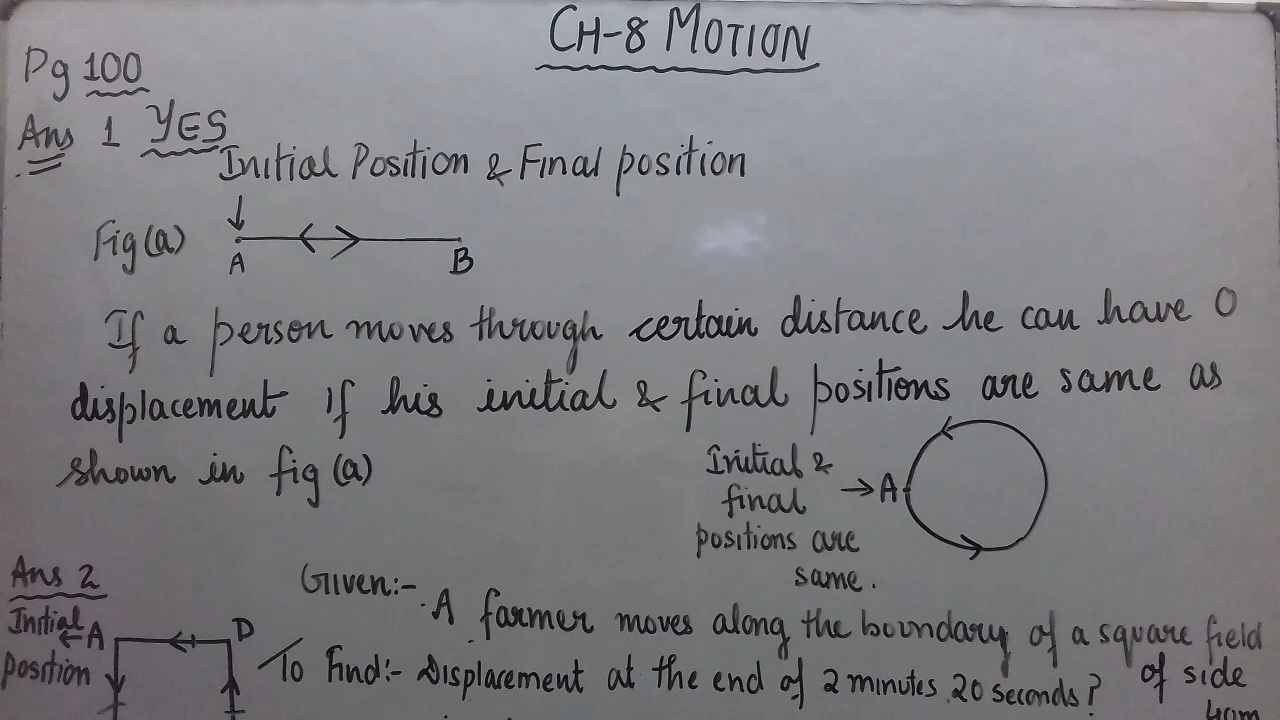 CH-8 MOTION
Pg 100
Ans 1 YES
Initial Position & Final position
Fig(a)
A
B
If a person moves through certain distance he can have 0
displacement if his initial & final positions are same as
shown in fig (a)
Initial &
final
positions are
same.
A
Ans 2
Initial
position
A
D
Given:-
A farmer moves along the boundary of a square field
of side
To Find:- Displacement at the end of 2 minutes 20 seconds?